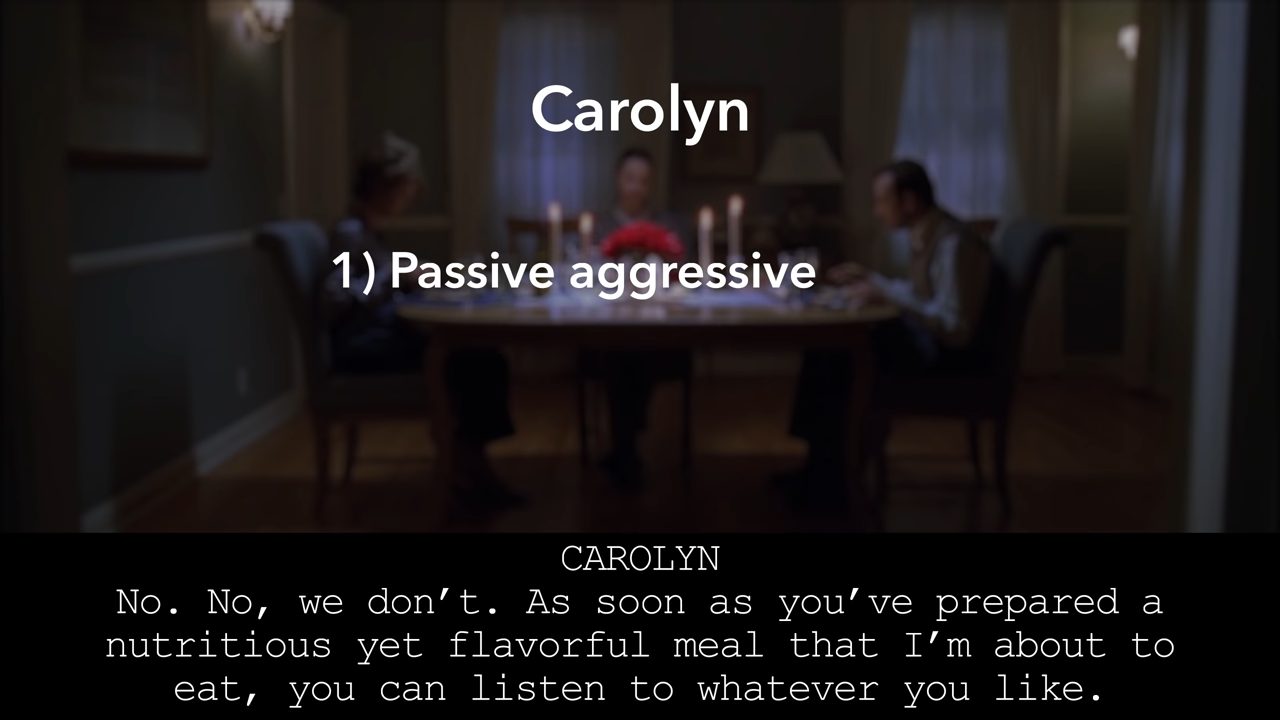 Carolyn
1) Passive aggressive
CAROLYN
No. No, we don’t. As soon as you’ve prepared a
nutritious yet flavorful meal that I’m about to
eat, you can listen to whatever you like.